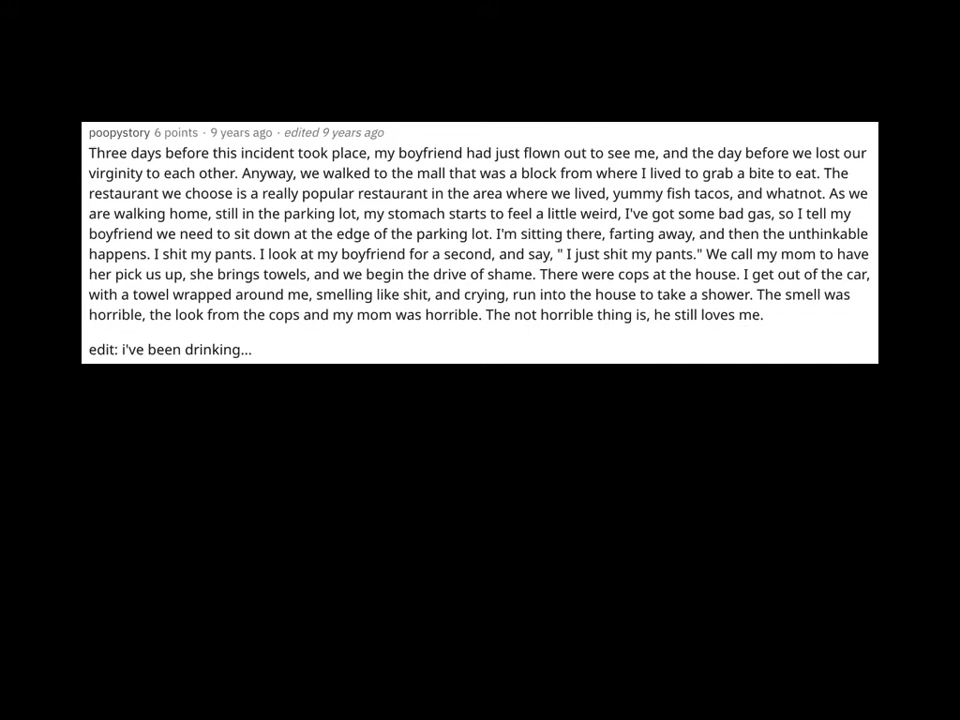 poopystory 6 points · 9 years ago · edited 9 years ago
Three days before this incident took place, my boyfriend had just flown out to see me, and the day before we lost our
virginity to each other. Anyway, we walked to the mall that was a block from where I lived to grab a bite to eat. The
restaurant we choose is a really popular restaurant in the area where we lived, yummy fish tacos, and whatnot. As we
are walking home, still in the parking lot, my stomach starts to feel a little weird, I've got some bad gas, so I tell my
boyfriend we need to sit down at the edge of the parking lot. I'm sitting there, farting away, and then the unthinkable
happens. I shit my pants. I look at my boyfriend for a second, and say, " I just shit my pants." We call my mom to have
her pick us up, she brings towels, and we begin the drive of shame. There were cops at the house. I get out of the car,
with a towel wrapped around me, smelling like shit, and crying, run into the house to take a shower. The smell was
horrible, the look from the cops and my mom was horrible. The not horrible thing is, he still loves me.
edit: i've been drinking...